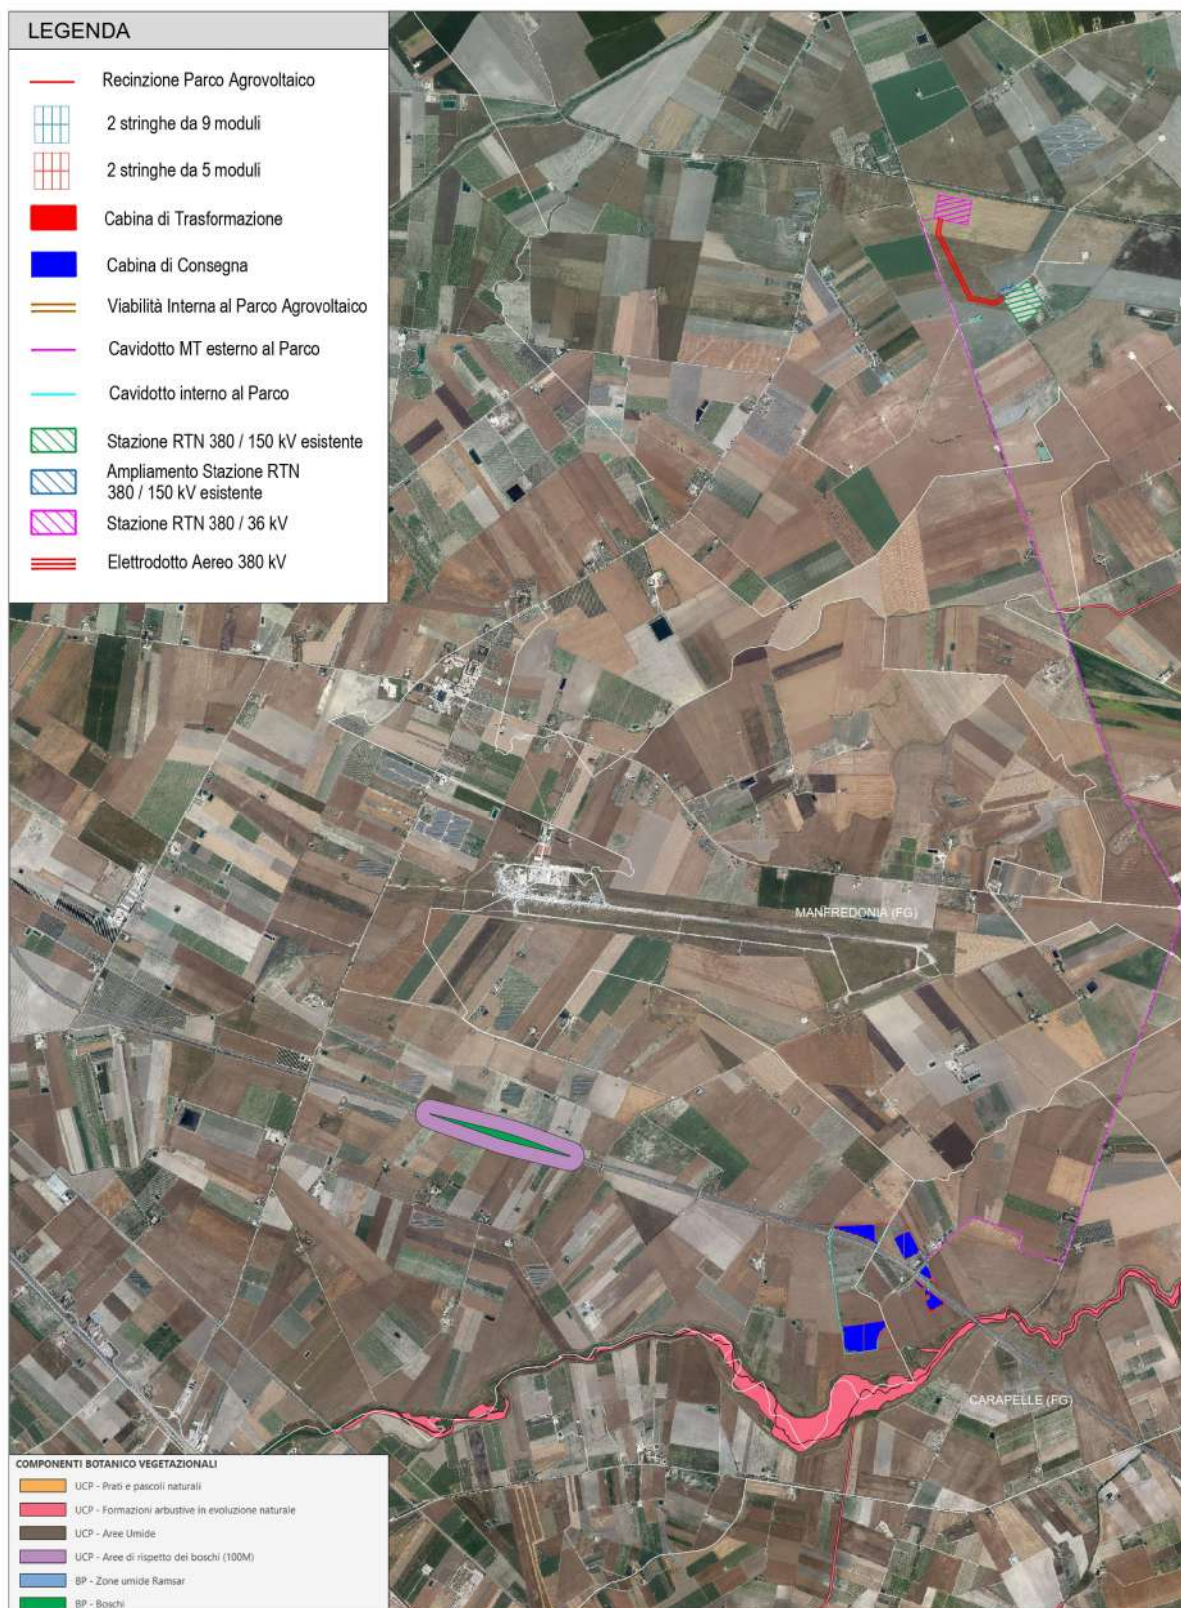 LEGENDA
Recinzione Parco Agrovoltaico
2 stringhe da 9 moduli
2 stringhe da 5 moduli
Cabina di Trasformazione
Cabina di Consegna
Viabilità Interna al Parco Agrovoltaico
Cavidotto MT esterno al Parco
Cavidotto interno al Parco
Stazione RTN 380 / 150 kV esistente
Ampliamento Stazione RTN
380 / 150 kV esistente
Stazione RTN 380 / 36 kV
Elettrodotto Aereo 380 kV
MANFREDONIA (FG)
CARAPELLE (FG)
COMPONENTI BOTANICO VEGETAZIONALI
UCP - Prati e pascoli naturali
UCP - Formazioni arbustive in evoluzione naturale
UCP - Aree Umide
UCP - Aree di rispetto dei boschi (100M)
BP - Zone umide Ramsar
BP - Boschi